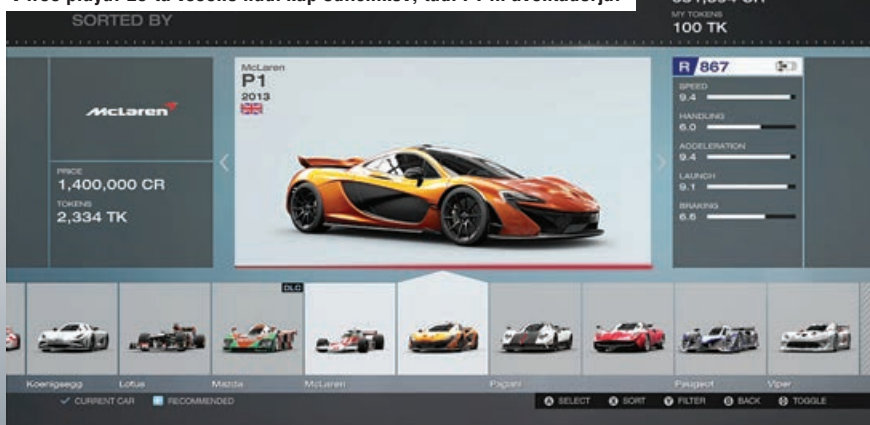 SORTED BY
MY TOKENS
100 TK
McLaren
PRICE
1,400,000 CR
TOKENS
2,334 TK
McLaren
P1
2013
R 867
SPEED
9.4
HANDLING
6.0
ACCELERATION
9.4
LAUNCH
9.1
BRAKING
6.6
DLC
Koenigsegg
Lotus
Mazda
McLaren
Pagani
Peugeot
Viper
CURRENT CAR
RECOMMENDED
A SELECT
X SORT
Y FILTER
B BACK
TOGGLE